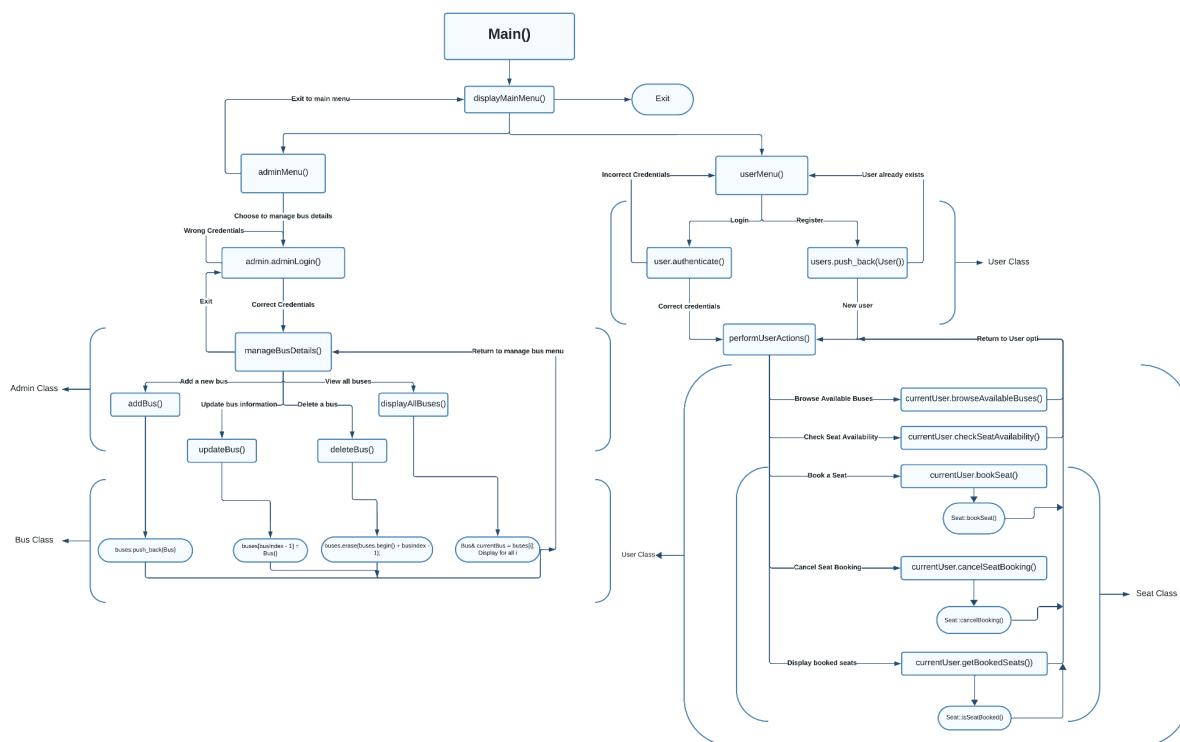 Main()
displayMainMenu()
Exit
Exit to main menu
adminMenu()
userMenu()
Incorrect Credentials
User already exists
Choose to manage bus details
Wrong Credentials
Login
Register
admin.adminLogin()
user.authenticate()
users.push_back(User())
User Class
Exit
Correct Credentials
Correct credentials
New user
manageBusDetails()
Return to manage bus menu
performUserActions()
Return to User opti
Admin Class
Add a new bus
View all buses
addBus()
displayAllBuses()
Update bus information
Delete a bus
updateBus()
deleteBus()
Browse Available Buses
currentUser.browseAvailableBuses()
Check Seat Availability
currentUser.checkSeatAvailability()
Book a Seat
currentUser.bookSeat()
Seat::bookSeat()
Bus Class
buses.push_back(Bus)
buses[busIndex - 1] =
Bus()
buses.erase(buses.begin() + busIndex -
1);
Bus& currentBus = buses[i];
Display for all i
User Class
Cancel Seat Booking
currentUser.cancelSeatBooking()
Seat::cancelBooking()
Seat Class
Display booked seats
currentUser.getBookedSeats())
Seat::isSeatBooked()